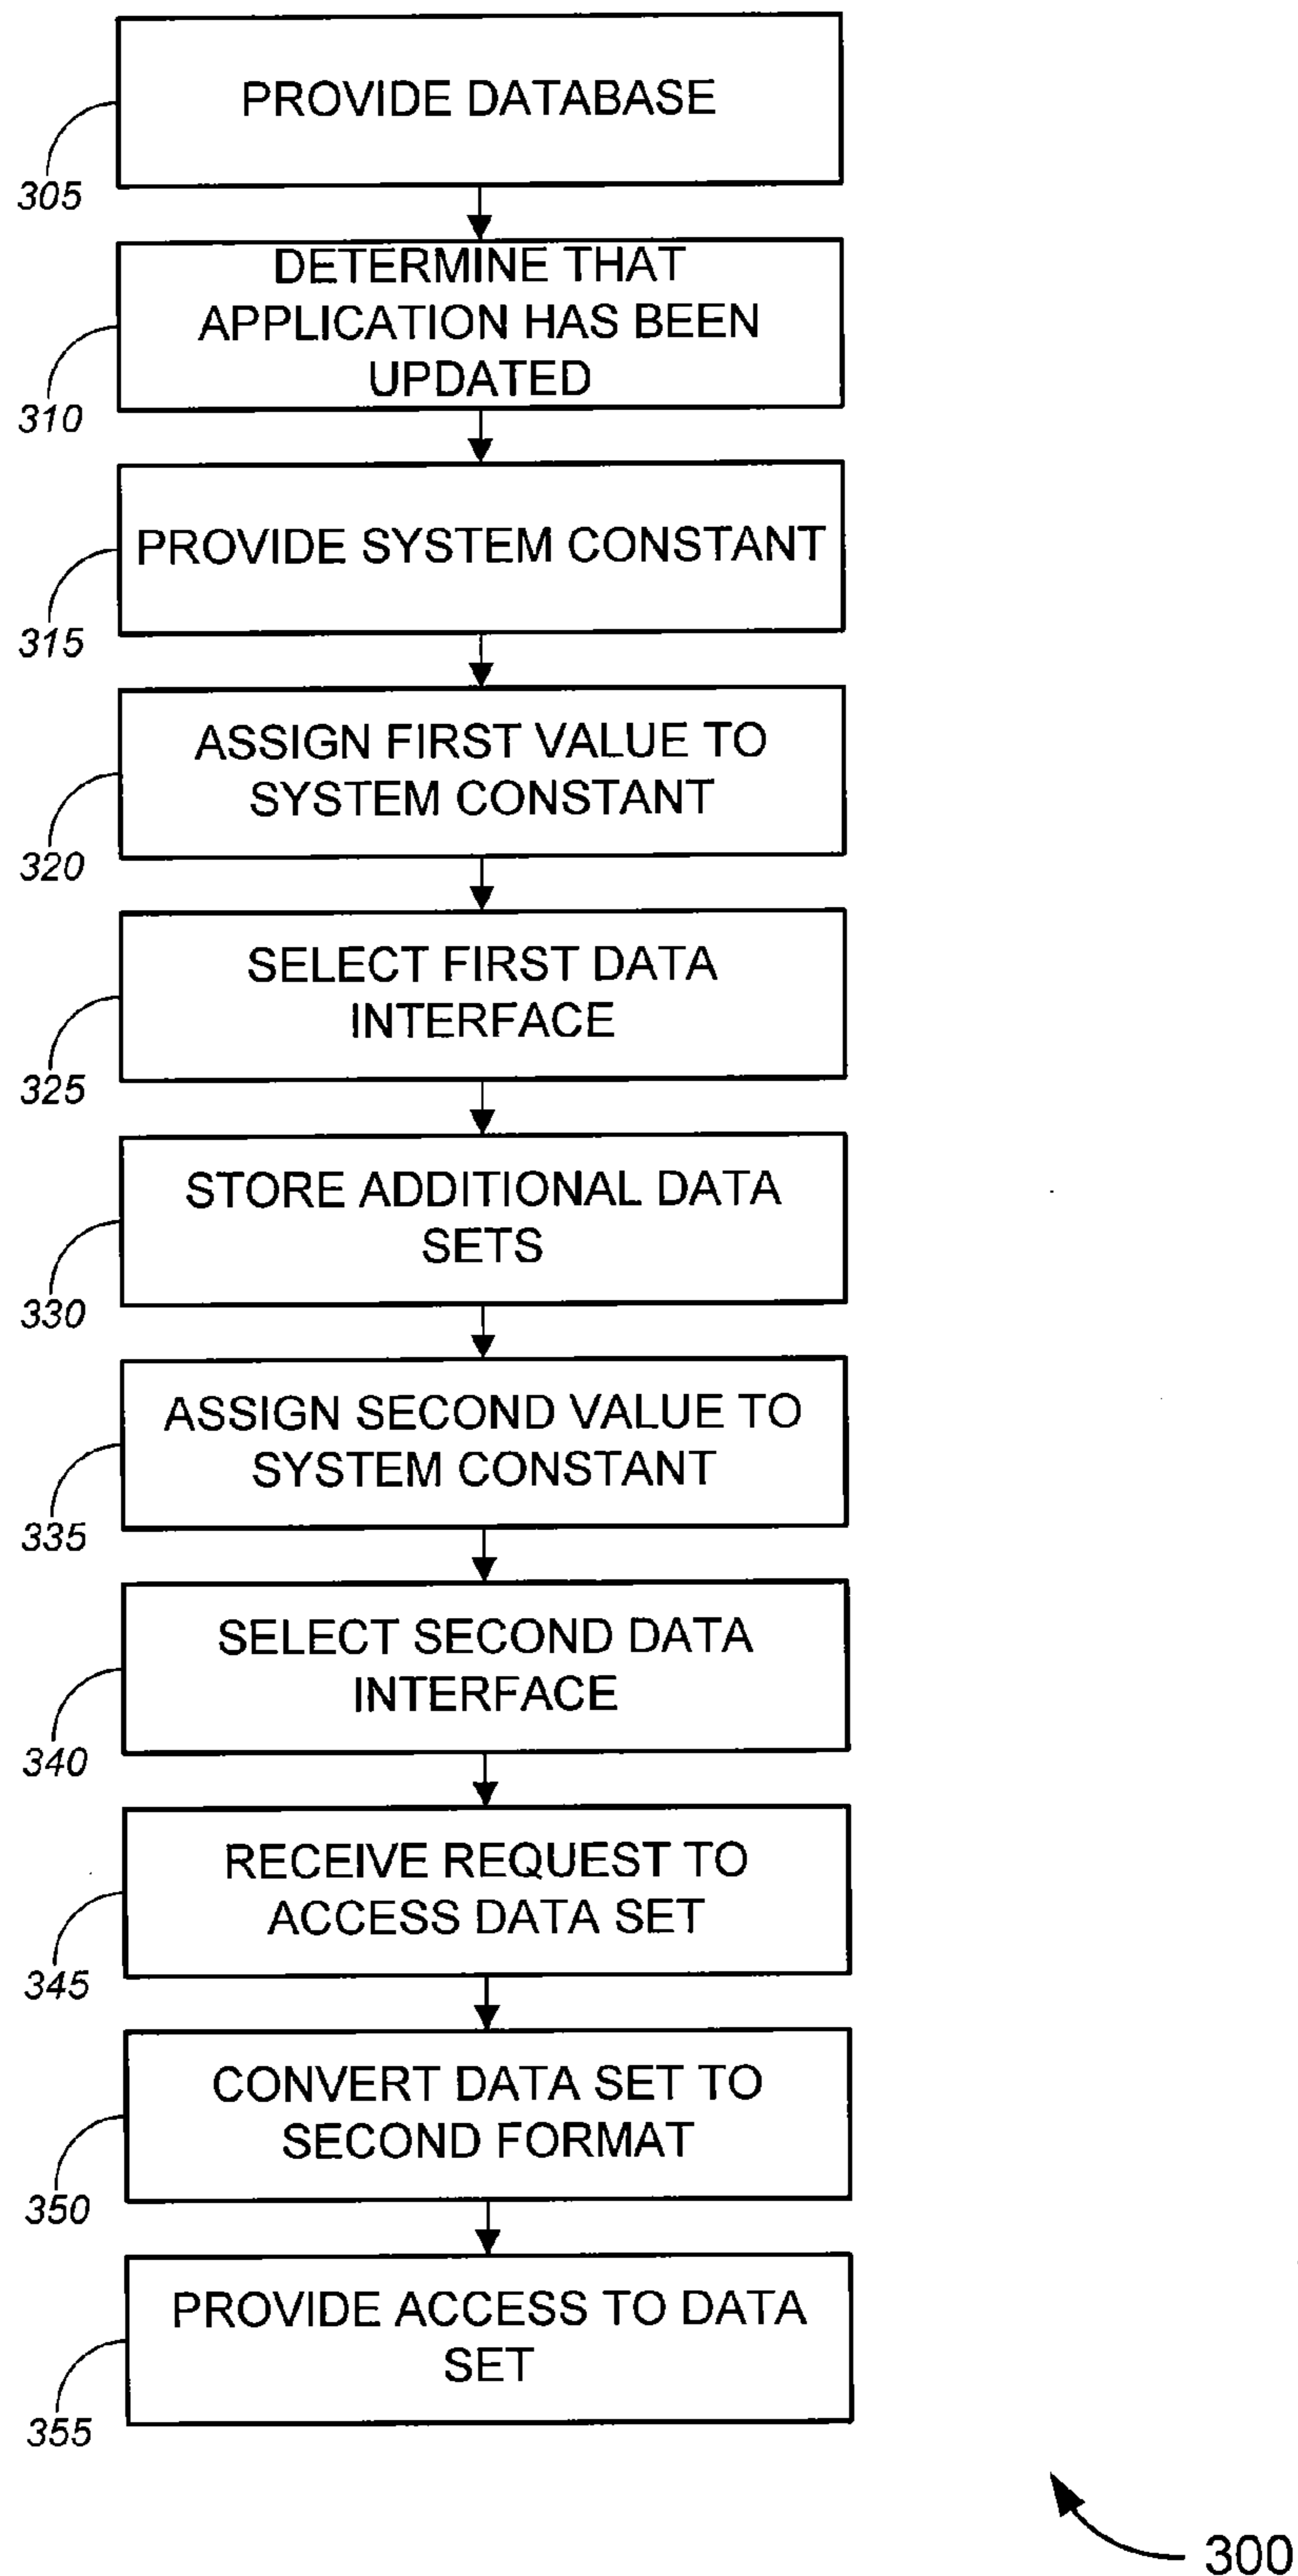 PROVIDE DATABASE
305
DETERMINE THAT
APPLICATION HAS BEEN
UPDATED
310
PROVIDE SYSTEM CONSTANT
315
ASSIGN FIRST VALUE TO
SYSTEM CONSTANT
320
SELECT FIRST DATA
INTERFACE
325
STORE ADDITIONAL DATA
SETS
330
ASSIGN SECOND VALUE TO
SYSTEM CONSTANT
335
SELECT SECOND DATA
INTERFACE
340
RECEIVE REQUEST TO
ACCESS DATA SET
345
CONVERT DATA SET TO
SECOND FORMAT
350
PROVIDE ACCESS TO DATA
SET
355
300